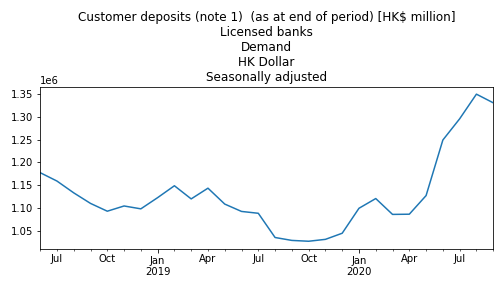 Customer deposits (note 1)  (as at end of period) [HK$ million]
Licensed banks
Demand
HK Dollar
Seasonally adjusted
1e6
1.35
1.30
1.25
1.20
1.15
1.10
1.05
Jul Oct Jan Apr Jul Oct Jan Apr Jul
2019 2020